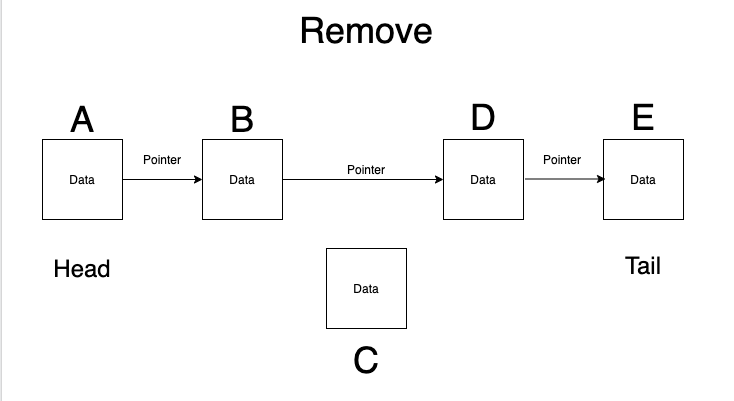 Remove
A
B
D
E
Pointer
Pointer
Pointer
Data
Data
Data
Data
Head
Tail
Data
C